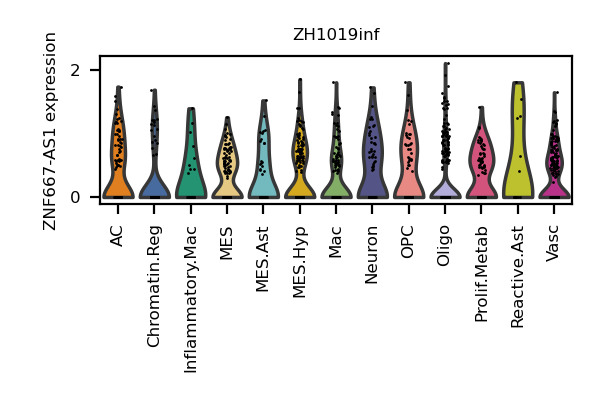 ZH1019inf
ZNF667-AS1 expression
2
0
AC
Chromatin.Reg
Inflammatory.Mac
MES
MES.Ast
MES.Hyp
Mac
Neuron
OPC
Oligo
Prolif.Metab
Reactive.Ast
Vasc